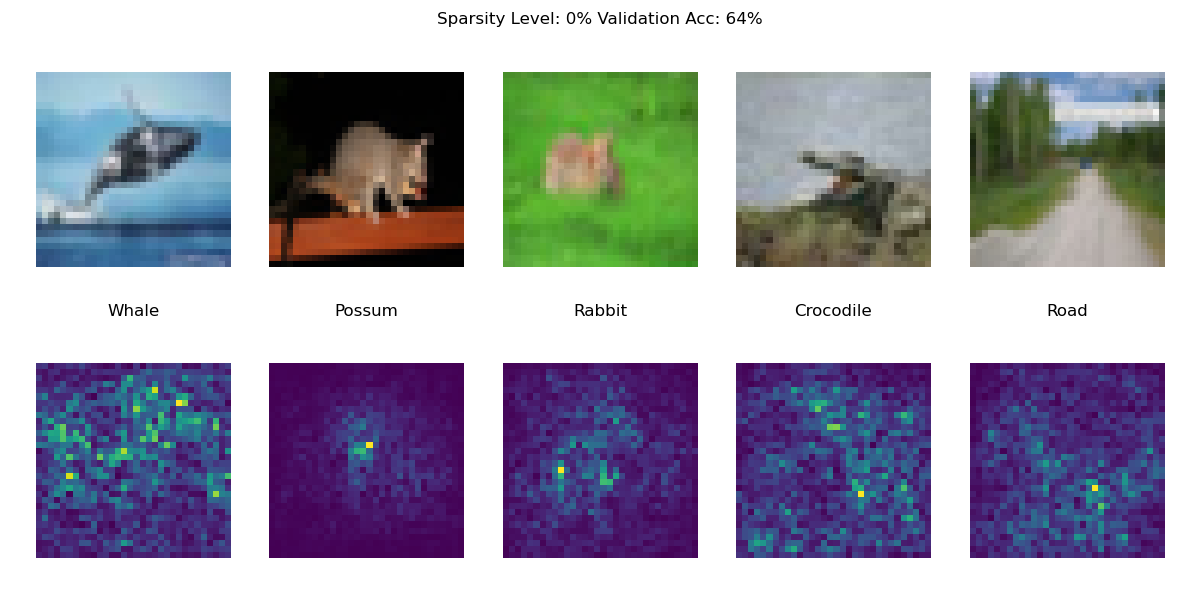 Sparsity Level: 0% Validation Acc: 64%
Whale
Possum
Rabbit
Crocodile
Road